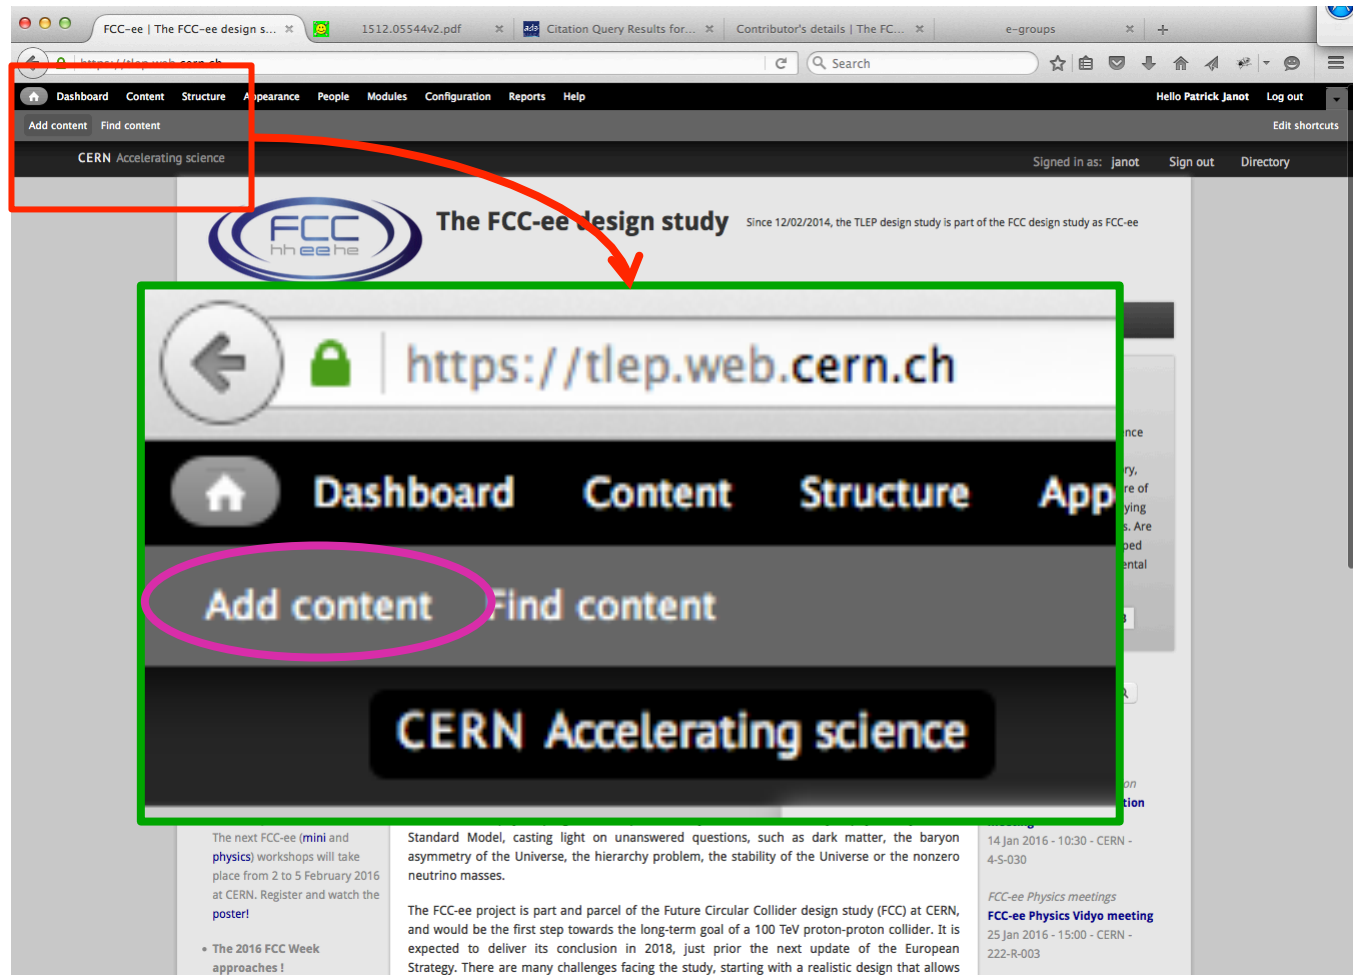 FCC-ee | The FCC-ee design s...
1512.05544v2.pdf
Citation Query Results for...
Contributor's details | The FC...
e-groups
Search
Dashboard Content Structure Appearance People Modules Configuration Reports Help
Hello Patrick Janot Log out
Add content Find content
Edit shortcuts
CERN Accelerating science
Signed in as: janot Sign out Directory
FCC
hh ee he
The FCC-ee design study
Since 12/02/2014, the TLEP design study is part of the FCC design study as FCC-ee
https://tlep.web.cern.ch
Dashboard Content Structure App
Add content Find content
CERN Accelerating science
The next FCC-ee (mini and
physics) workshops will take
place from 2 to 5 February 2016
at CERN. Register and watch the
poster!
• The 2016 FCC Week
approaches !
Standard Model, casting light on unanswered questions, such as dark matter, the baryon
asymmetry of the Universe, the hierarchy problem, the stability of the Universe or the nonzero
neutrino masses.
The FCC-ee project is part and parcel of the Future Circular Collider design study (FCC) at CERN,
and would be the first step towards the long-term goal of a 100 TeV proton-proton collider. It is
expected to deliver its conclusion in 2018, just prior the next update of the European
Strategy. There are many challenges facing the study, starting with a realistic design that allows
14 Jan 2016 - 10:30 - CERN -
4-S-030
FCC-ee Physics meetings
FCC-ee Physics Vidyo meeting
25 Jan 2016 - 15:00 - CERN -
222-R-003